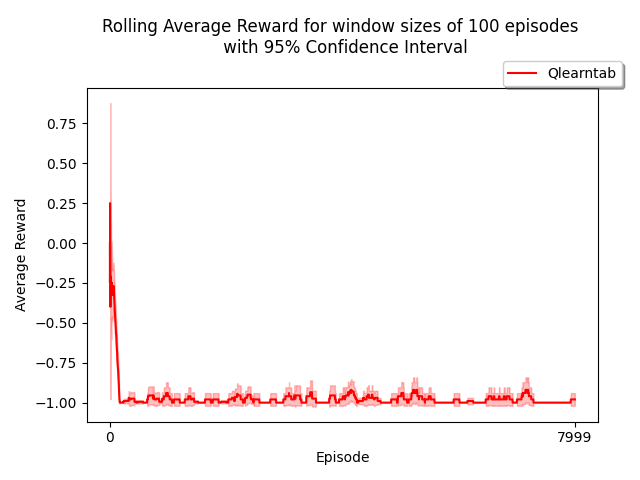 Rolling Average Reward for window sizes of 100 episodes
with 95% Confidence Interval
Qlearntab
0.75
0.50
0.25
0.00
−0.25
−0.50
−0.75
−1.00
Average Reward
0 7999
Episode